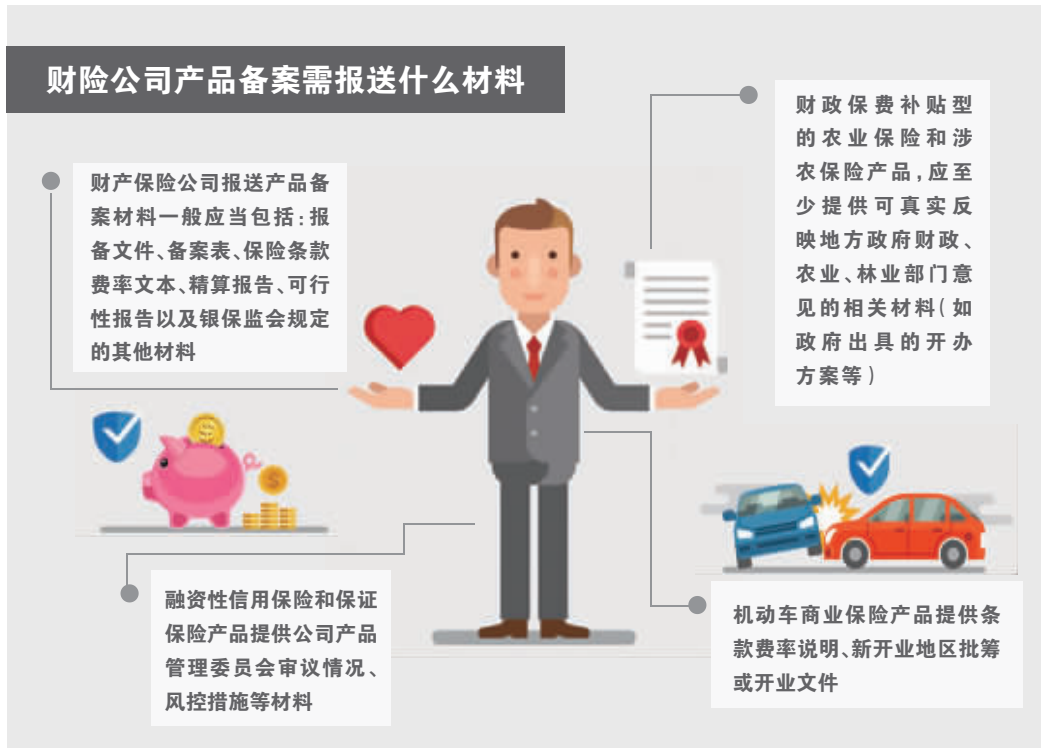 财险公司产品备案需报送什么材料
财产保险公司报送产品备
案材料一般应当包括:报
备文件、备案表、保险条款
费率文本、精算报告、可行
性报告以及银保监会规定
的其他材料
财政保费补贴型
的农业保险和涉
农保险产品,应至
少提供可真实反
映地方政府财政、
农业、林业部门意
见的相关材料(如
政府出具的开办
方案等)
融资性信用保险和保证
保险产品提供公司产品
管理委员会审议情况、
风控措施等材料
机动车商业保险产品提供条
款费率说明、新开业地区批筹
或开业文件